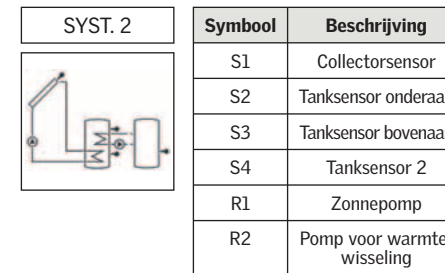 SYST. 2
Symbool Beschrijving
S1 Collectorsensor
S2 Tanksensor onderaa
S3 Tanksensor bovenaa
S4 Tanksensor 2
R1 Zonnepomp
R2 Pomp voor warmte
wisseling